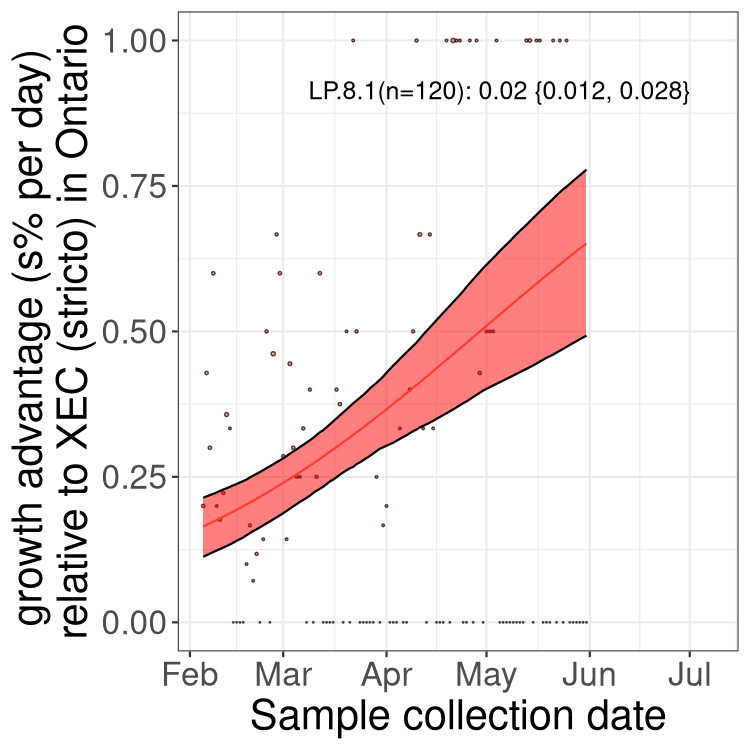 growth advantage (s% per day)
relative to XEC (stricto) in Ontario
1.00
0.75
0.50
0.25
0.00
LP.8.1(n=120): 0.02 {0.012, 0.028}
Feb Mar Apr May Jun Jul
Sample collection date